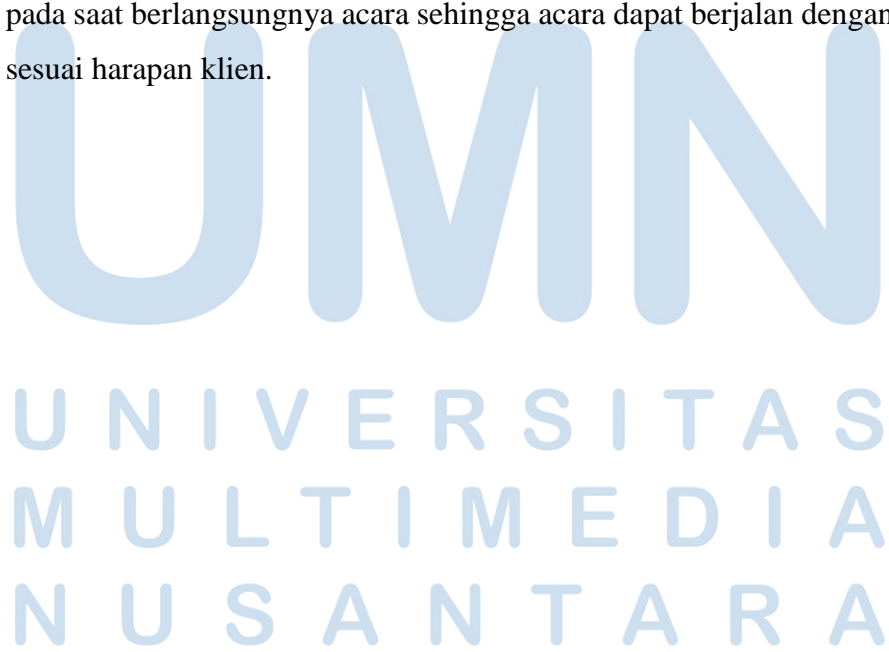 pada saat berlangsungnya acara sehingga acara dapat berjalan dengan
sesuai harapan klien.
UMN
UNIVERSITAS
MULTIMEDIA
NUSANTARA